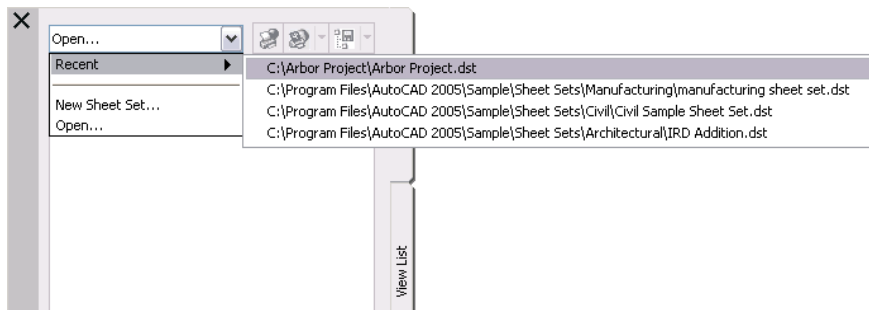 Open...
Recent
C:\Arbor Project\Arbor Project.dst
C:\Program Files\AutoCAD 2005\Sample\Sheet Sets\Manufacturing\manufacturing sheet set.dst
New Sheet Set...
C:\Program Files\AutoCAD 2005\Sample\Sheet Sets\Civil\Civil Sample Sheet Set.dst
Open...
C:\Program Files\AutoCAD 2005\Sample\Sheet Sets\Architectural\IRD Addition.dst
View List